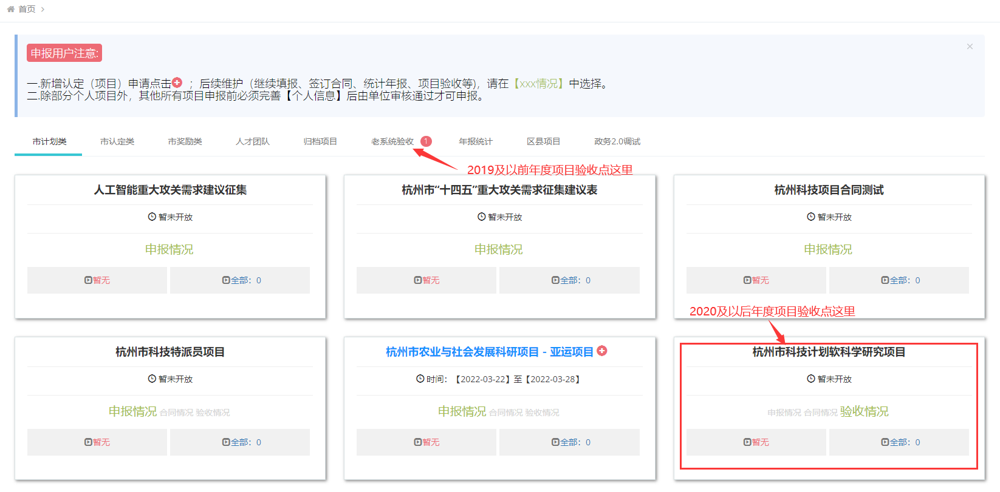 首页
申报用户注意:
一.新增认定（项目）申请点击 ；后续维护（继续填报、签订合同、统计年报、项目验收等)，请在【xxx情况】中选择。
二.除部分个人项目外，其他所有项目申报前必须完善【个人信息】后由单位审核通过才可申报。
市计划类 市认定类 市奖励类 人才团队 归档项目 老系统验收 1 年报统计 区县项目 政务2.0调试
2019及以前年度项目验收点这里
人工智能重大攻关需求建议征集
暂未开放
申报情况
暂无 全部：0
杭州市“十四五”重大攻关需求征集建议表
暂未开放
申报情况
暂无 全部：0
杭州科技项目合同测试
暂未开放
申报情况
暂无 全部：0
2020及以后年度项目验收点这里
杭州市科技特派员项目
暂未开放
申报情况 合同情况 验收情况
暂无 全部：0
杭州市农业与社会发展科研项目 - 亚运项目
时间：【2022-03-22】至【2022-03-28】
申报情况 合同情况 验收情况
暂无 全部：0
杭州市科技计划软科学研究项目
暂未开放
申报情况 合同情况 验收情况
暂无 全部：0